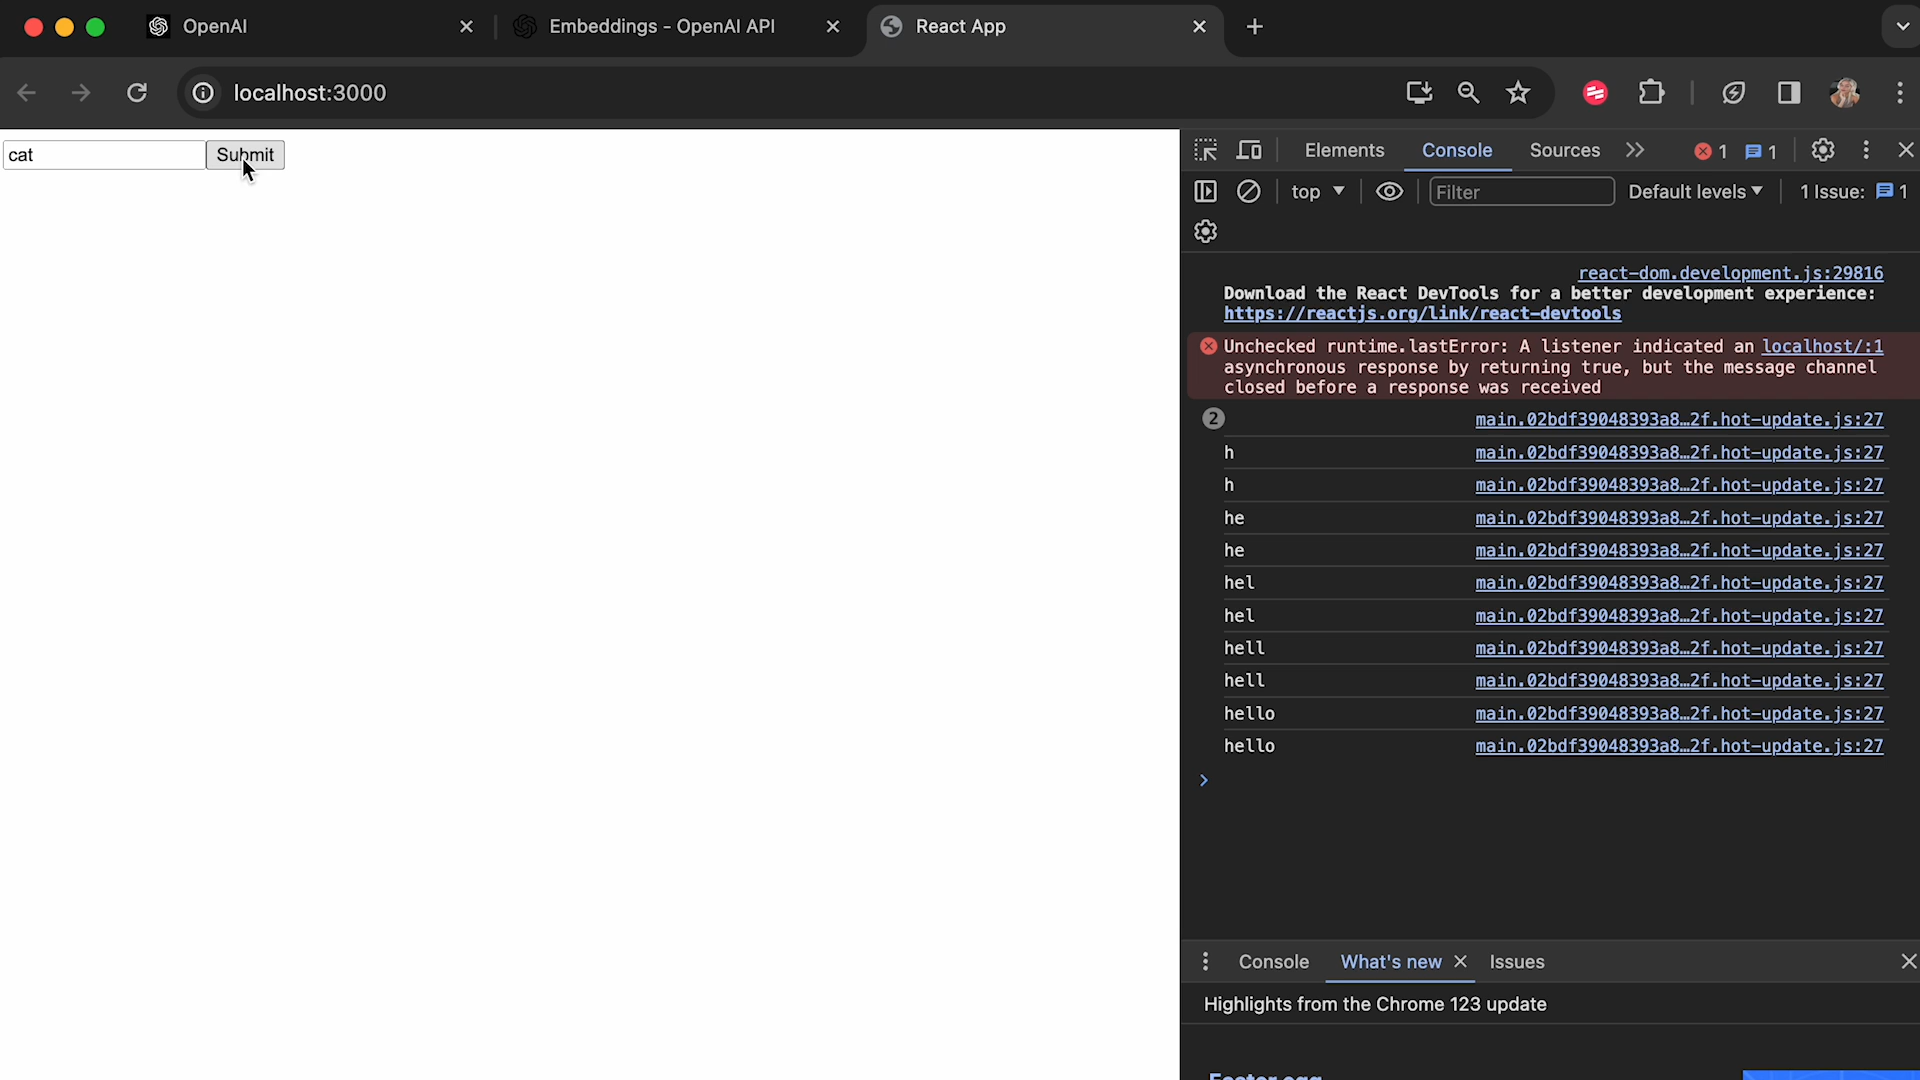 OpenAI
Embeddings - OpenAI API
React App
localhost:3000
cat
Submit
Elements
Console
Sources
1
1
top
Filter
Default levels
1 Issue:
1
react-dom.development.js:29816
Download the React DevTools for a better development experience:
https://reactjs.org/link/react-devtools
Unchecked runtime.lastError: A listener indicated an localhost/:1
asynchronous response by returning true, but the message channel
closed before a response was received
2 main.02bdf39048393a8…2f.hot-update.js:27
h main.02bdf39048393a8…2f.hot-update.js:27
h main.02bdf39048393a8…2f.hot-update.js:27
he main.02bdf39048393a8…2f.hot-update.js:27
he main.02bdf39048393a8…2f.hot-update.js:27
hel main.02bdf39048393a8…2f.hot-update.js:27
hel main.02bdf39048393a8…2f.hot-update.js:27
hell main.02bdf39048393a8…2f.hot-update.js:27
hell main.02bdf39048393a8…2f.hot-update.js:27
hello main.02bdf39048393a8…2f.hot-update.js:27
hello main.02bdf39048393a8…2f.hot-update.js:27
Console
What's new
Issues
Highlights from the Chrome 123 update